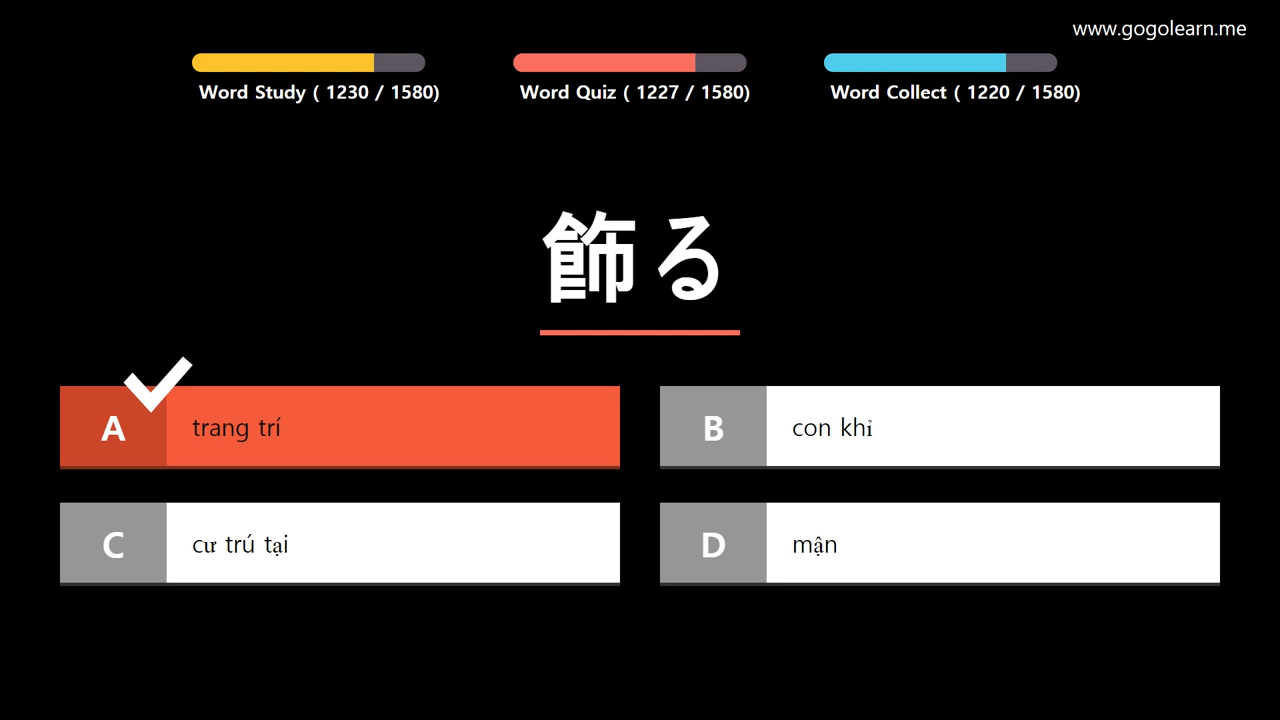 www.gogolearn.me
Word Study ( 1230 / 1580)
Word Quiz ( 1227 / 1580)
Word Collect ( 1220 / 1580)
飾る
A trang trí
B con khỉ
C cư trú tại
D mận